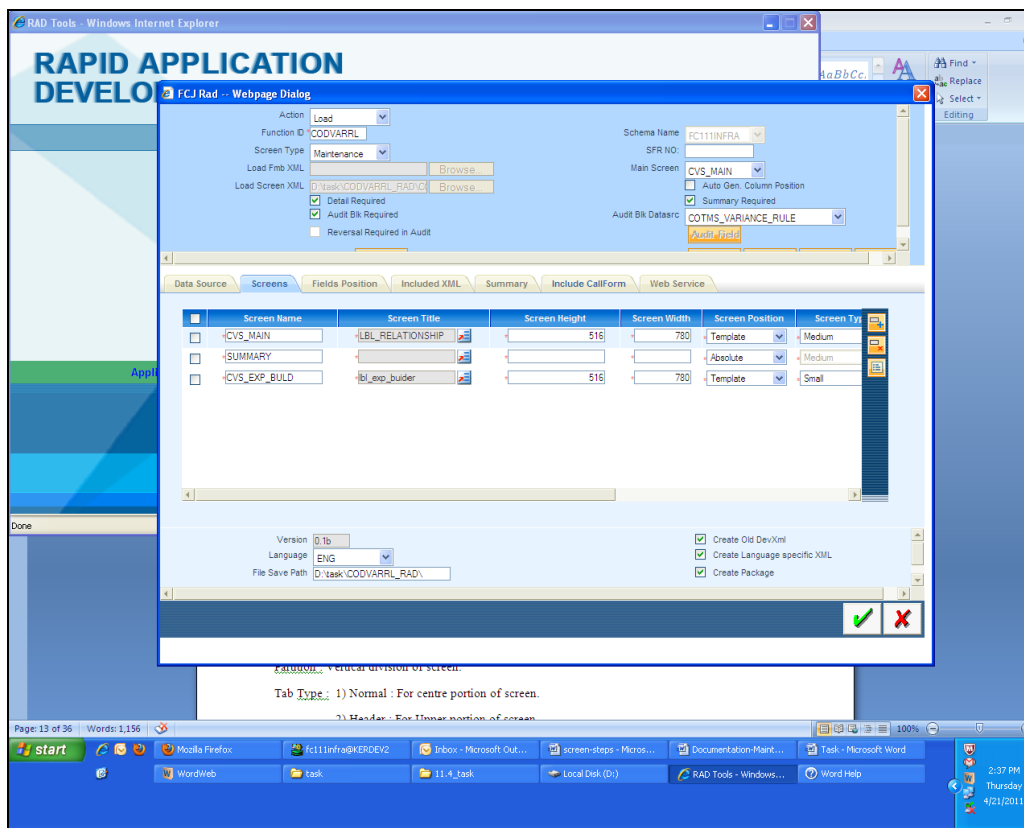 RAD Tools - Windows Internet Explorer
RAPID APPLICATION
DEVELO
AaBbCc.
Find
Replace
Select
Editing
FCJ Rad -- Webpage Dialog
Action Load
Function ID *CODVARRL
Schema Name FC111INFRA
Screen Type Maintenance
SFR NO:
Load Fmb XML Browse...
Main Screen CVS_MAIN
Load Screen XML D:\task\CODVARRL_RAD\C Browse...
Auto Gen. Column Position
Detail Required
Summary Required
Audit Blk Required
Audit Blk Datasrc COTMS_VARIANCE_RULE
Reversal Required in Audit
Audit Field
Data Source Screens Fields Position Included XML Summary Include CallForm Web Service
Screen Name Screen Title Screen Height Screen Width Screen Position Screen Typ
*CVS_MAIN *LBL_RELATIONSHIP * 516 * 780 * Template * Medium
*SUMMARY * * * * Absolute * Medium
*CVS_EXP_BULD *lbl_exp_buider * 516 * 780 * Template * Small
Appli
Done
Version 0.1b
Create Old DevXml
Language ENG
Create Language specific XML
File Save Path D:\task\CODVARRL_RAD\
Create Package
Partition : Vertical division of screen.
Tab Type : 1) Normal : For centre portion of screen.
2) Header : For Upper portion of screen
Page: 13 of 36 Words: 1,156 100%
start Mozilla Firefox fc111infra@KERDEV2 Inbox - Microsoft Out... screen-steps - Micros... Documentation-Maint... Task - Microsoft Word
WordWeb task 11.4_task Local Disk (D:) RAD Tools - Windows... Word Help
2:37 PM
Thursday
4/21/2011